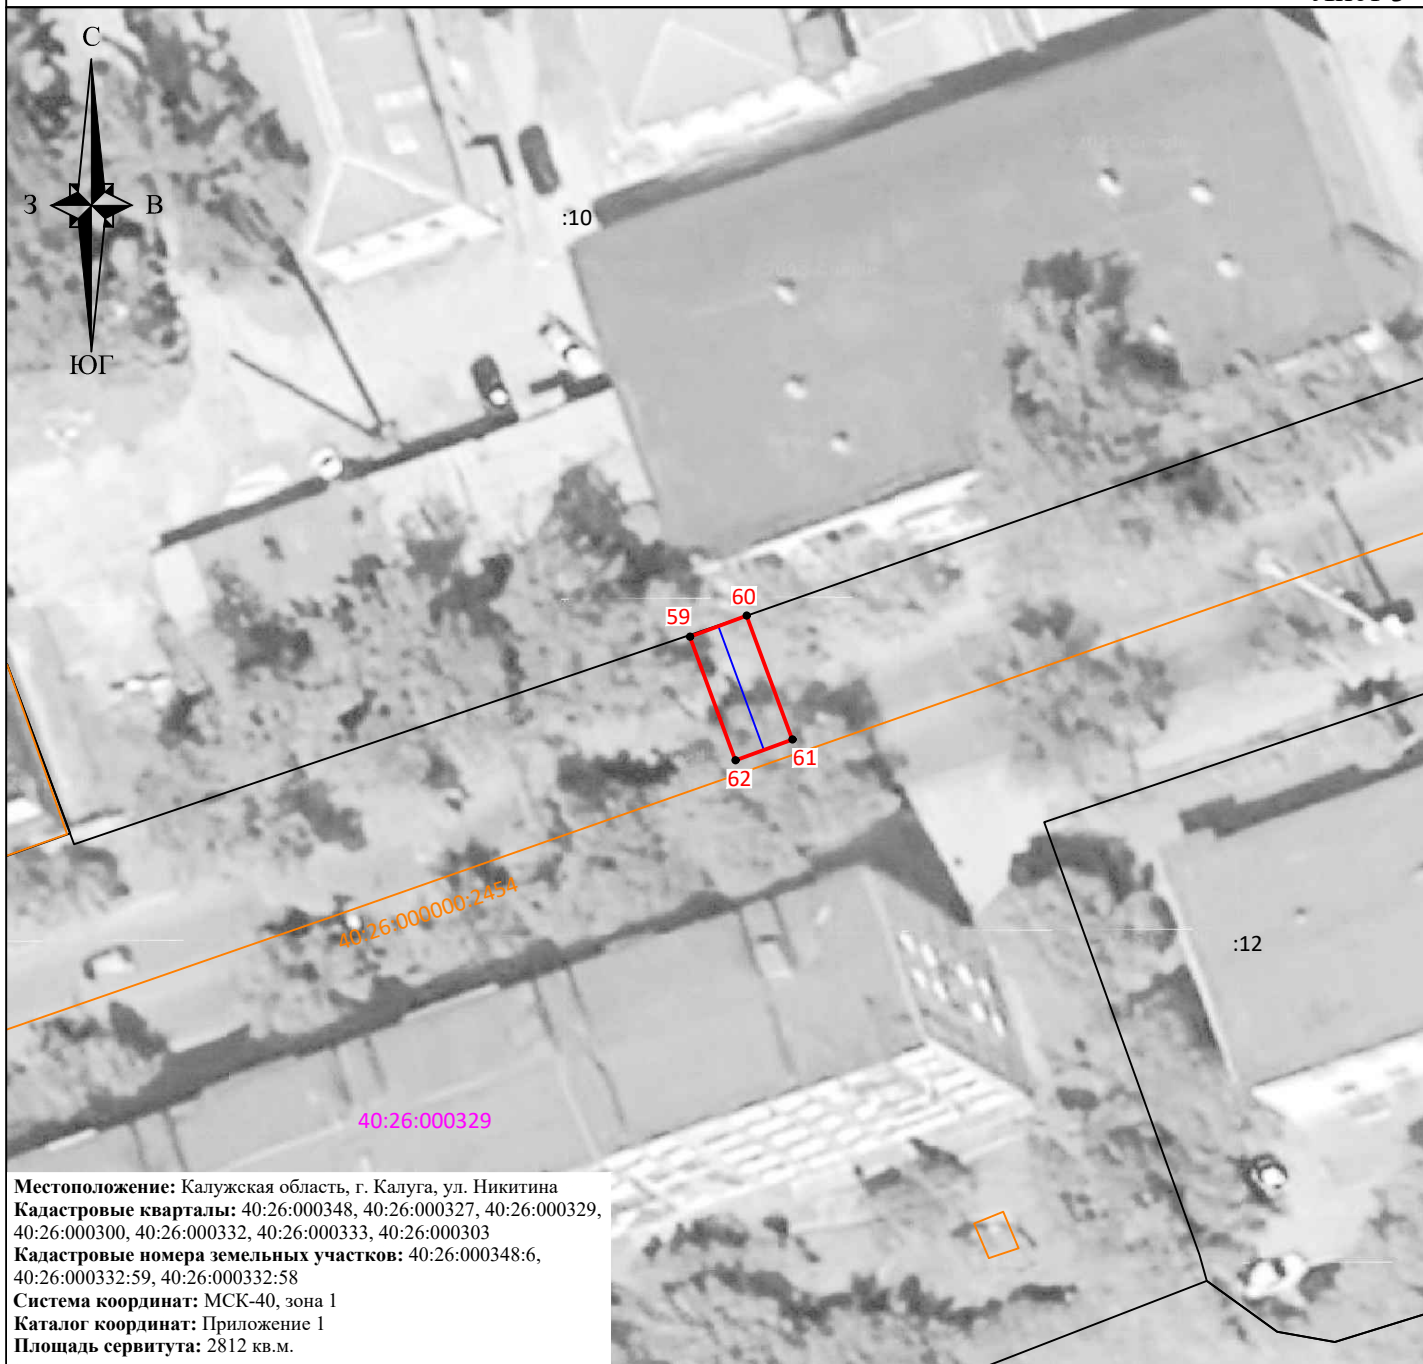 С
З
В
ЮГ
:10
60
59
61
62
40:26:000000:2454
:12
40:26:000329
Местоположение: Калужская область, г. Калуга, ул. Никитина
Кадастровые кварталы: 40:26:000348, 40:26:000327, 40:26:000329,
40:26:000300, 40:26:000332, 40:26:000333, 40:26:000303
Кадастровые номера земельных участков: 40:26:000348:6,
40:26:000332:59, 40:26:000332:58
Система координат: МСК-40, зона 1
Каталог координат: Приложение 1
Площадь сервитута: 2812 кв.м.